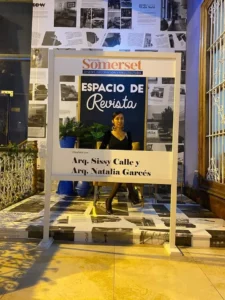 Somerset
ESPACIO DE
Revista
Arq. Sissy Calle y
Arq. Natalia Garcés